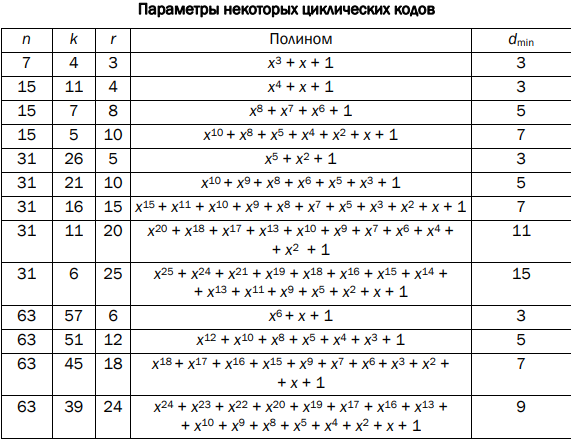 Параметры некоторых циклических кодов
n k r Полином dmin
7 4 3 x³ + x + 1 3
15 11 4 x⁴ + x + 1 3
15 7 8 x⁸ + x⁷ + x⁶ + 1 5
15 5 10 x¹⁰ + x⁸ + x⁵ + x⁴ + x² + x + 1 7
31 26 5 x⁵ + x² + 1 3
31 21 10 x¹⁰ + x⁹ + x⁸ + x⁶ + x⁵ + x³ + 1 5
31 16 15 x¹⁵ + x¹¹ + x¹⁰ + x⁹ + x⁸ + x⁷ + x⁵ + x³ + x² + x + 1 7
31 11 20 x²⁰ + x¹⁸ + x¹⁷ + x¹³ + x¹⁰ + x⁹ + x⁷ + x⁶ + x⁴ + 11
+ x² + 1
31 6 25 x²⁵ + x²⁴ + x²¹ + x¹⁹ + x¹⁸ + x¹⁶ + x¹⁵ + x¹⁴ + 15
+ x¹³ + x¹¹ + x⁹ + x⁵ + x² + x + 1
63 57 6 x⁶ + x + 1 3
63 51 12 x¹² + x¹⁰ + x⁸ + x⁵ + x⁴ + x³ + 1 5
63 45 18 x¹⁸ + x¹⁷ + x¹⁶ + x¹⁵ + x⁹ + x⁷ + x⁶ + x³ + x² + 7
+ x + 1
63 39 24 x²⁴ + x²³ + x²² + x²⁰ + x¹⁹ + x¹⁷ + x¹⁶ + x¹³ + 9
+ x¹⁰ + x⁹ + x⁸ + x⁵ + x⁴ + x² + x + 1